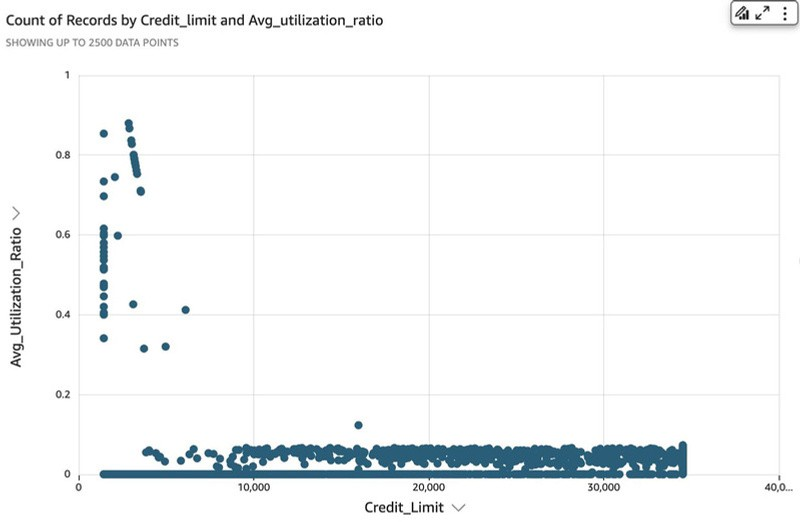 Count of Records by Credit_limit and Avg_utilization_ratio
SHOWING UP TO 2500 DATA POINTS
1
0.8
0.6
0.4
0.2
0
Avg_Utilization_Ratio
0
10,000
20,000
30,000
40,0...
Credit_Limit